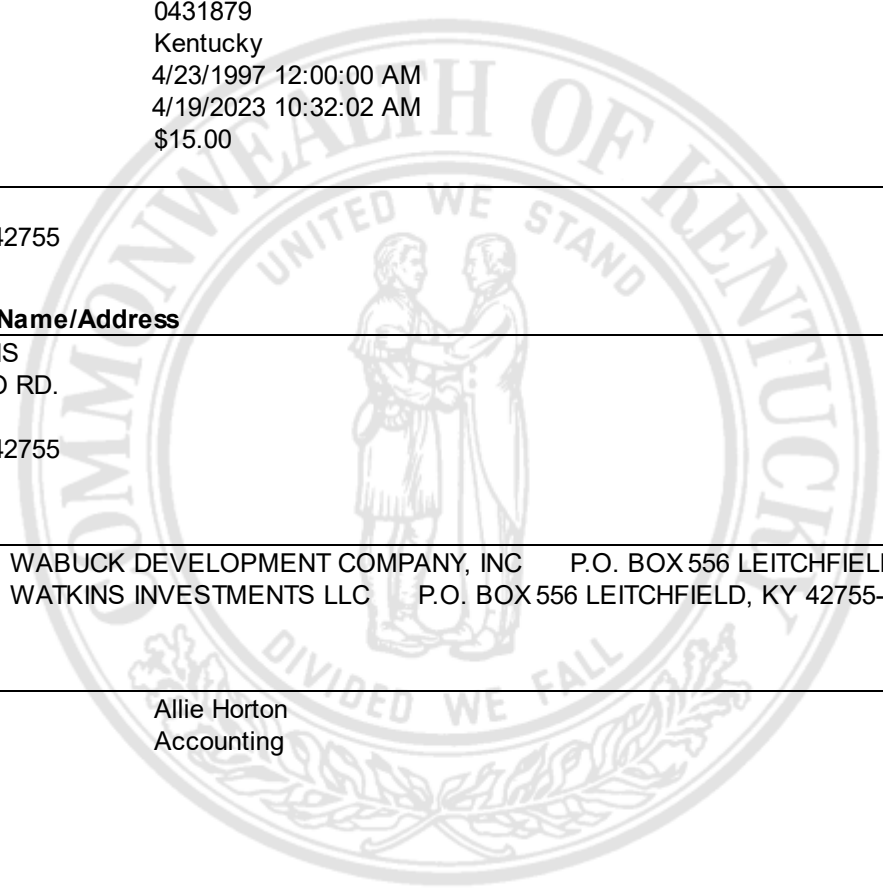 0431879
Kentucky
4/23/1997 12:00:00 AM
4/19/2023 10:32:02 AM
$15.00
COMMONWEALTH OF KENTUCKY
UNITED WE STAND
42755
Name/Address
RD.
42755
WABUCK DEVELOPMENT COMPANY, INC P.O. BOX 556 LEITCHFIEL
WATKINS INVESTMENTS LLC P.O. BOX 556 LEITCHFIELD, KY 42755-
DIVIDED WE FALL
Allie Horton
Accounting